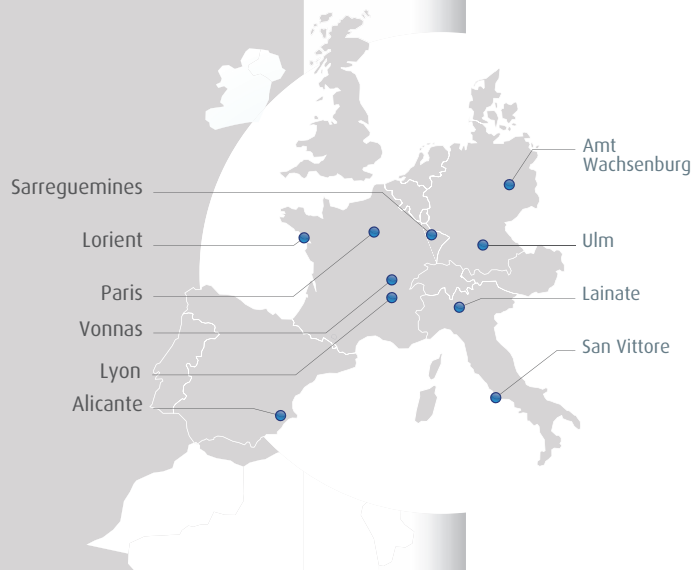 Sarreguemines
Lorient
Paris
Vonnas
Lyon
Alicante
Amt
Wachsenburg
Ulm
Lainate
San Vittore